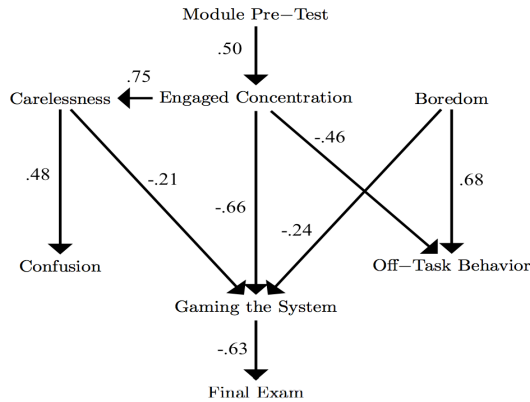 Module Pre−Test
.50
.75
Carelessness
Engaged Concentration
Boredom
-.46
.48
-.21
.68
-.66
-.24
Confusion
Off−Task Behavior
Gaming the System
-.63
Final Exam